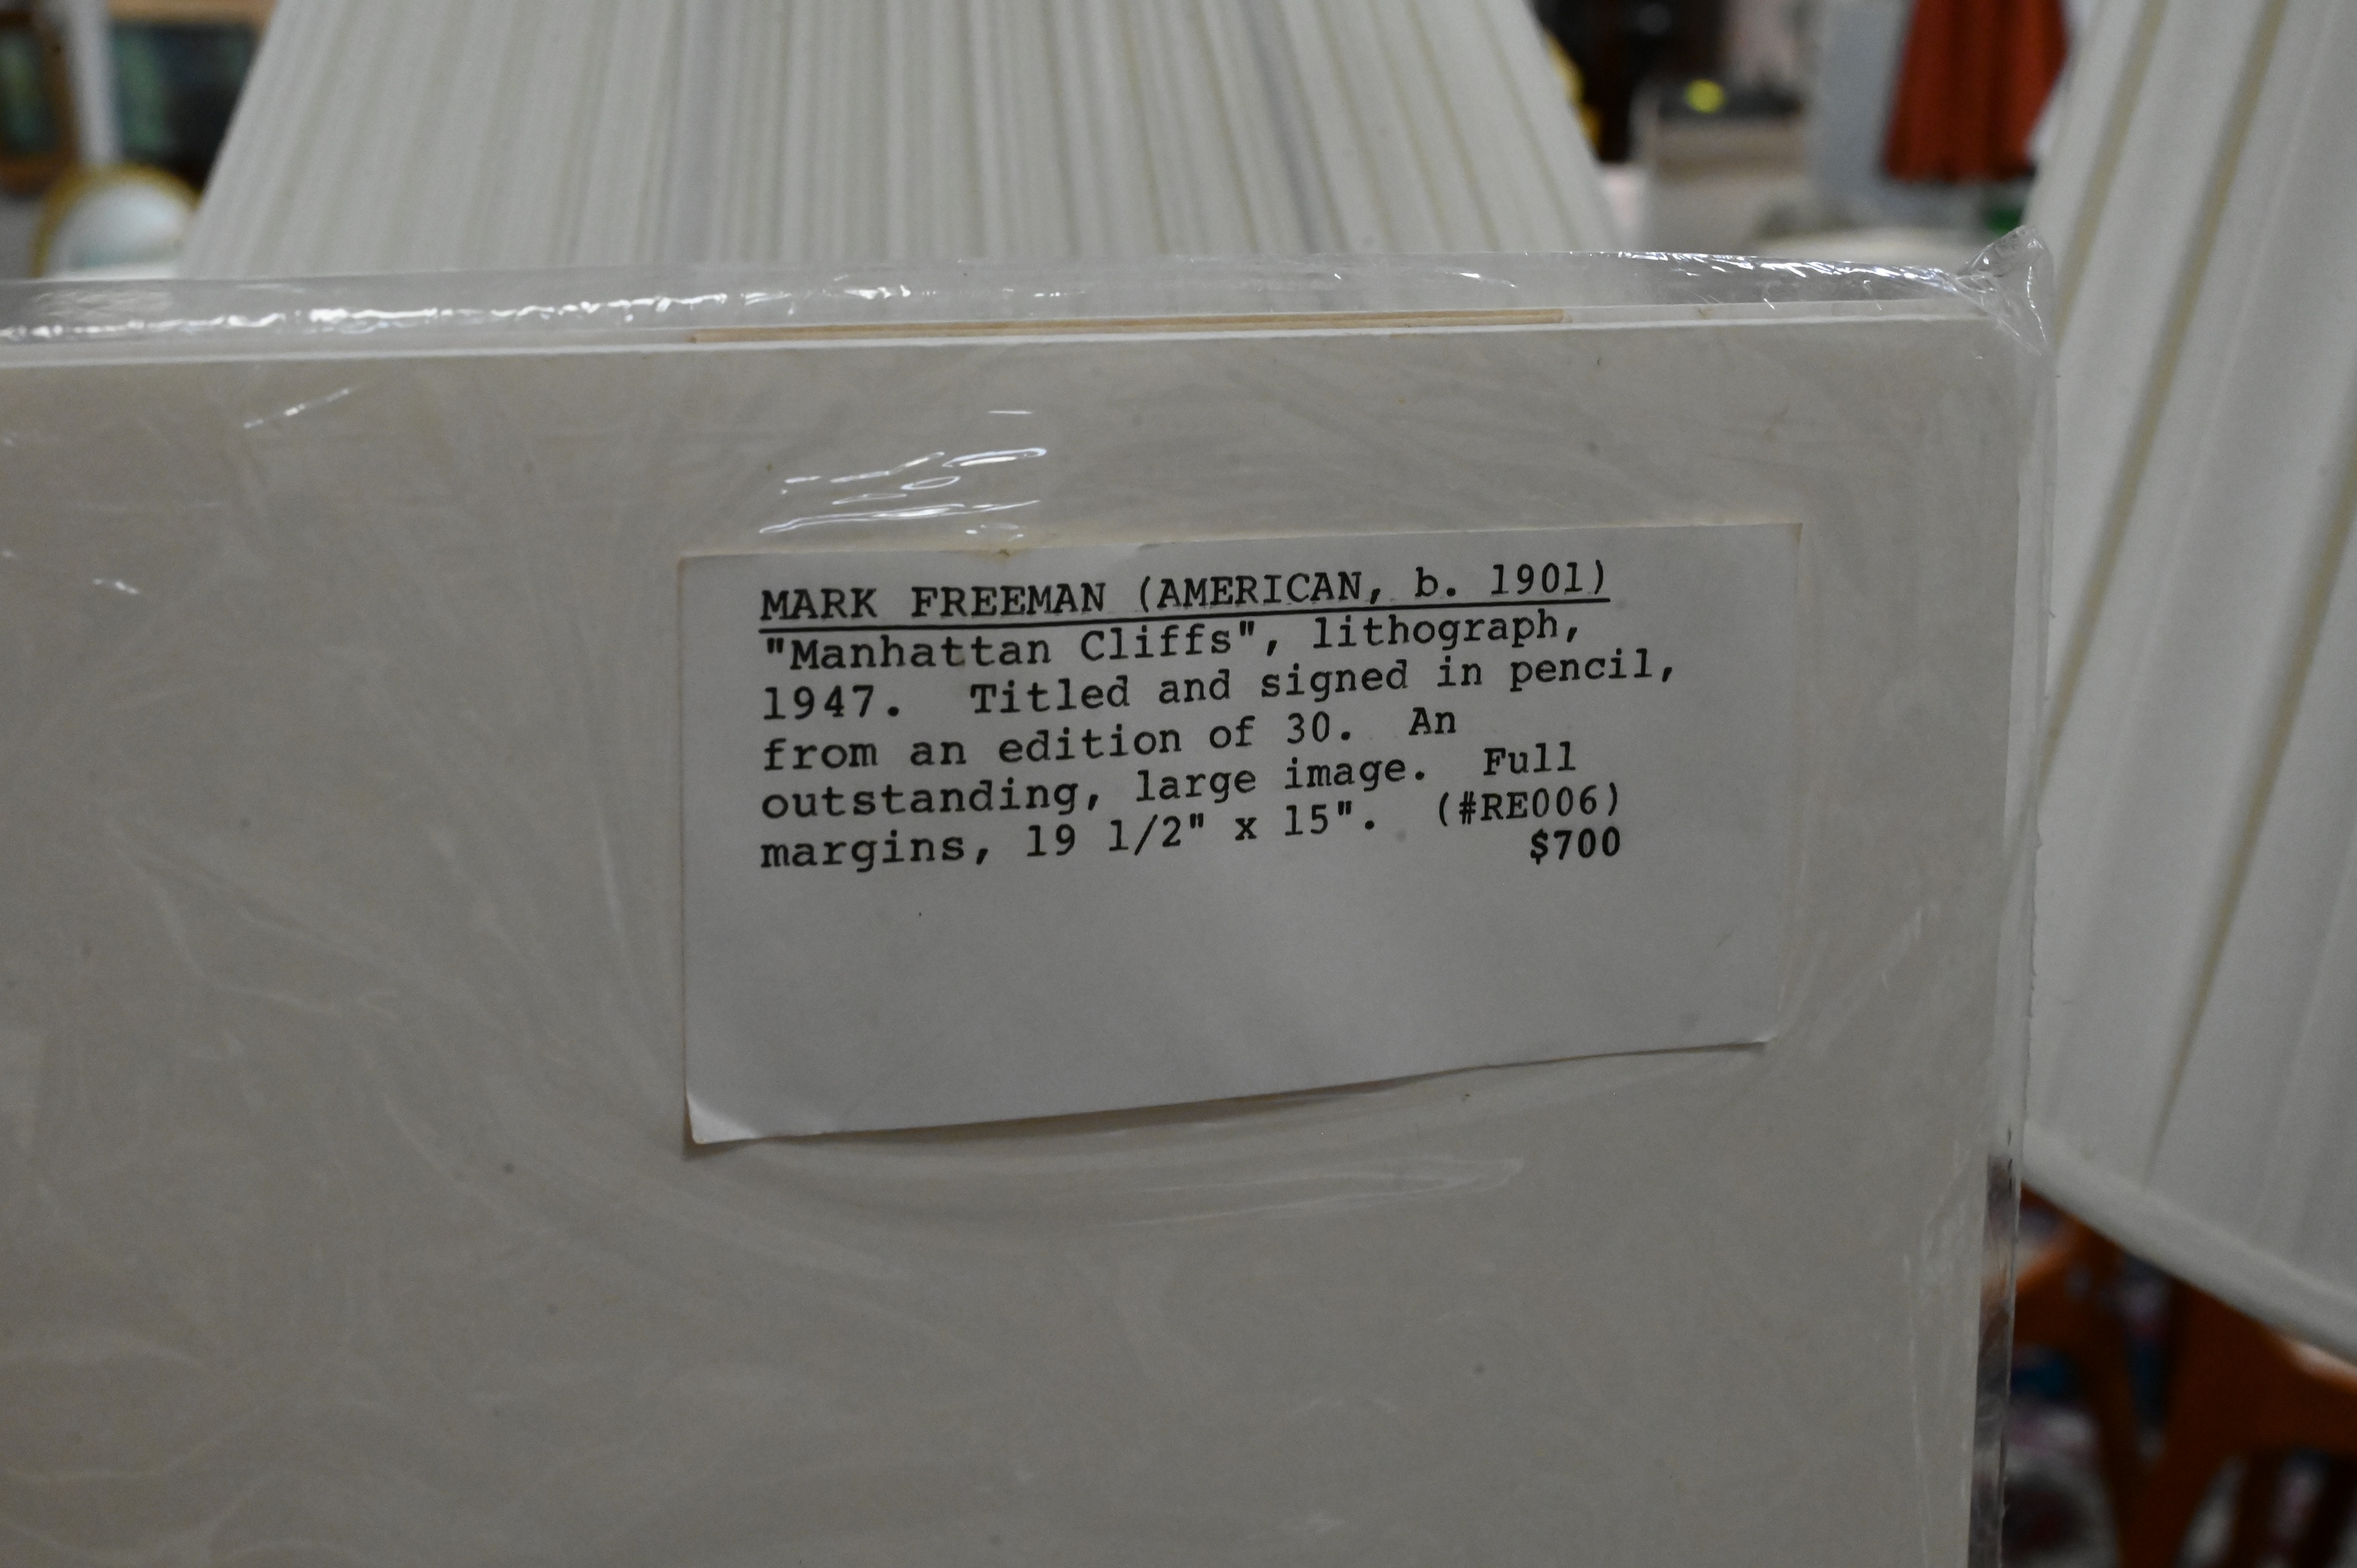 MARK FREEMAN (AMERICAN, b. 1901)
"Manhattan Cliffs", lithograph,
1947. Titled and signed in pencil,
from an edition of 30. An
outstanding, large image. Full
margins, 19 1/2" x 15". (#RE006)
$700